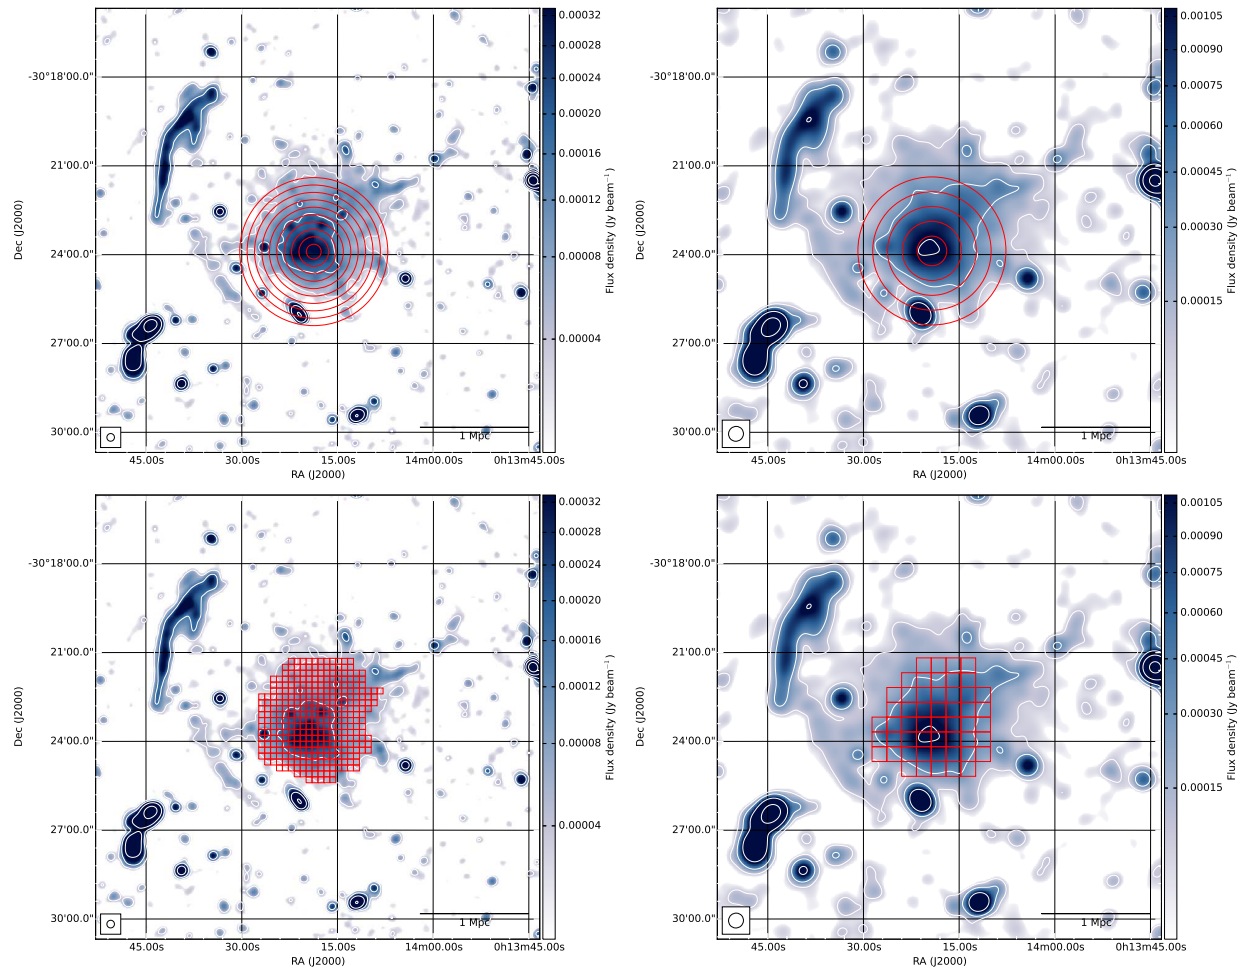 0.00032
0.00028
0.00024
0.00020
0.00016
0.00012
0.00008
0.00004
Flux density (Jy beam⁻¹)
-30°18'00.0"
21'00.0"
24'00.0"
27'00.0"
30'00.0"
Dec (J2000)
1 Mpc
45.00s 30.00s 15.00s 14m00.00s 0h13m45.00s
RA (J2000)
0.00105
0.00090
0.00075
0.00060
0.00045
0.00030
0.00015
Flux density (Jy beam⁻¹)
-30°18'00.0"
21'00.0"
24'00.0"
27'00.0"
30'00.0"
Dec (J2000)
1 Mpc
45.00s 30.00s 15.00s 14m00.00s 0h13m45.00s
RA (J2000)
0.00032
0.00028
0.00024
0.00020
0.00016
0.00012
0.00008
0.00004
Flux density (Jy beam⁻¹)
-30°18'00.0"
21'00.0"
24'00.0"
27'00.0"
30'00.0"
Dec (J2000)
1 Mpc
45.00s 30.00s 15.00s 14m00.00s 0h13m45.00s
RA (J2000)
0.00105
0.00090
0.00075
0.00060
0.00045
0.00030
0.00015
Flux density (Jy beam⁻¹)
-30°18'00.0"
21'00.0"
24'00.0"
27'00.0"
30'00.0"
Dec (J2000)
1 Mpc
45.00s 30.00s 15.00s 14m00.00s 0h13m45.00s
RA (J2000)